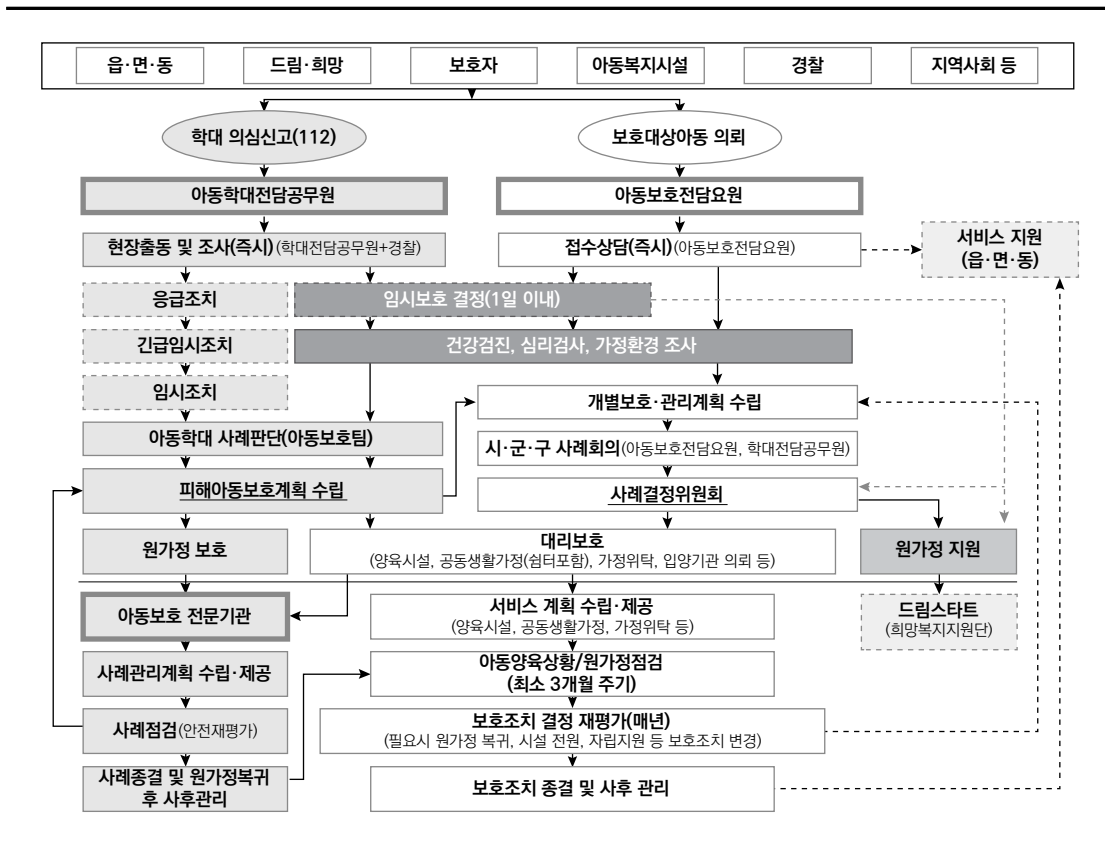 읍·면·동
드림·희망
보호자
아동복지시설
경찰
지역사회 등
학대 의심신고(112)
보호대상아동 의뢰
아동학대전담공무원
아동보호전담요원
현장출동 및 조사(즉시)(학대전담공무원+경찰)
접수상담(즉시)(아동보호전담요원)
서비스 지원
(읍·면·동)
응급조치
임시보호 결정(1일 이내)
긴급임시조치
건강검진, 심리검사, 가정환경 조사
임시조치
개별보호·관리계획 수립
아동학대 사례판단(아동보호팀)
시·군·구 사례회의(아동보호전담요원, 학대전담공무원)
피해아동보호계획 수립
사례결정위원회
원가정 보호
대리보호
(양육시설, 공동생활가정(쉼터포함), 가정위탁, 입양기관 의뢰 등)
원가정 지원
아동보호 전문기관
서비스 계획 수립·제공
(양육시설, 공동생활가정, 가정위탁 등)
드림스타트
(희망복지지원단)
사례관리계획 수립·제공
아동양육상황/원가정점검
(최소 3개월 주기)
사례점검(안전재평가)
보호조치 결정 재평가(매년)
(필요시 원가정 복귀, 시설 전원, 자립지원 등 보호조치 변경)
사례종결 및 원가정복귀
후 사후관리
보호조치 종결 및 사후 관리